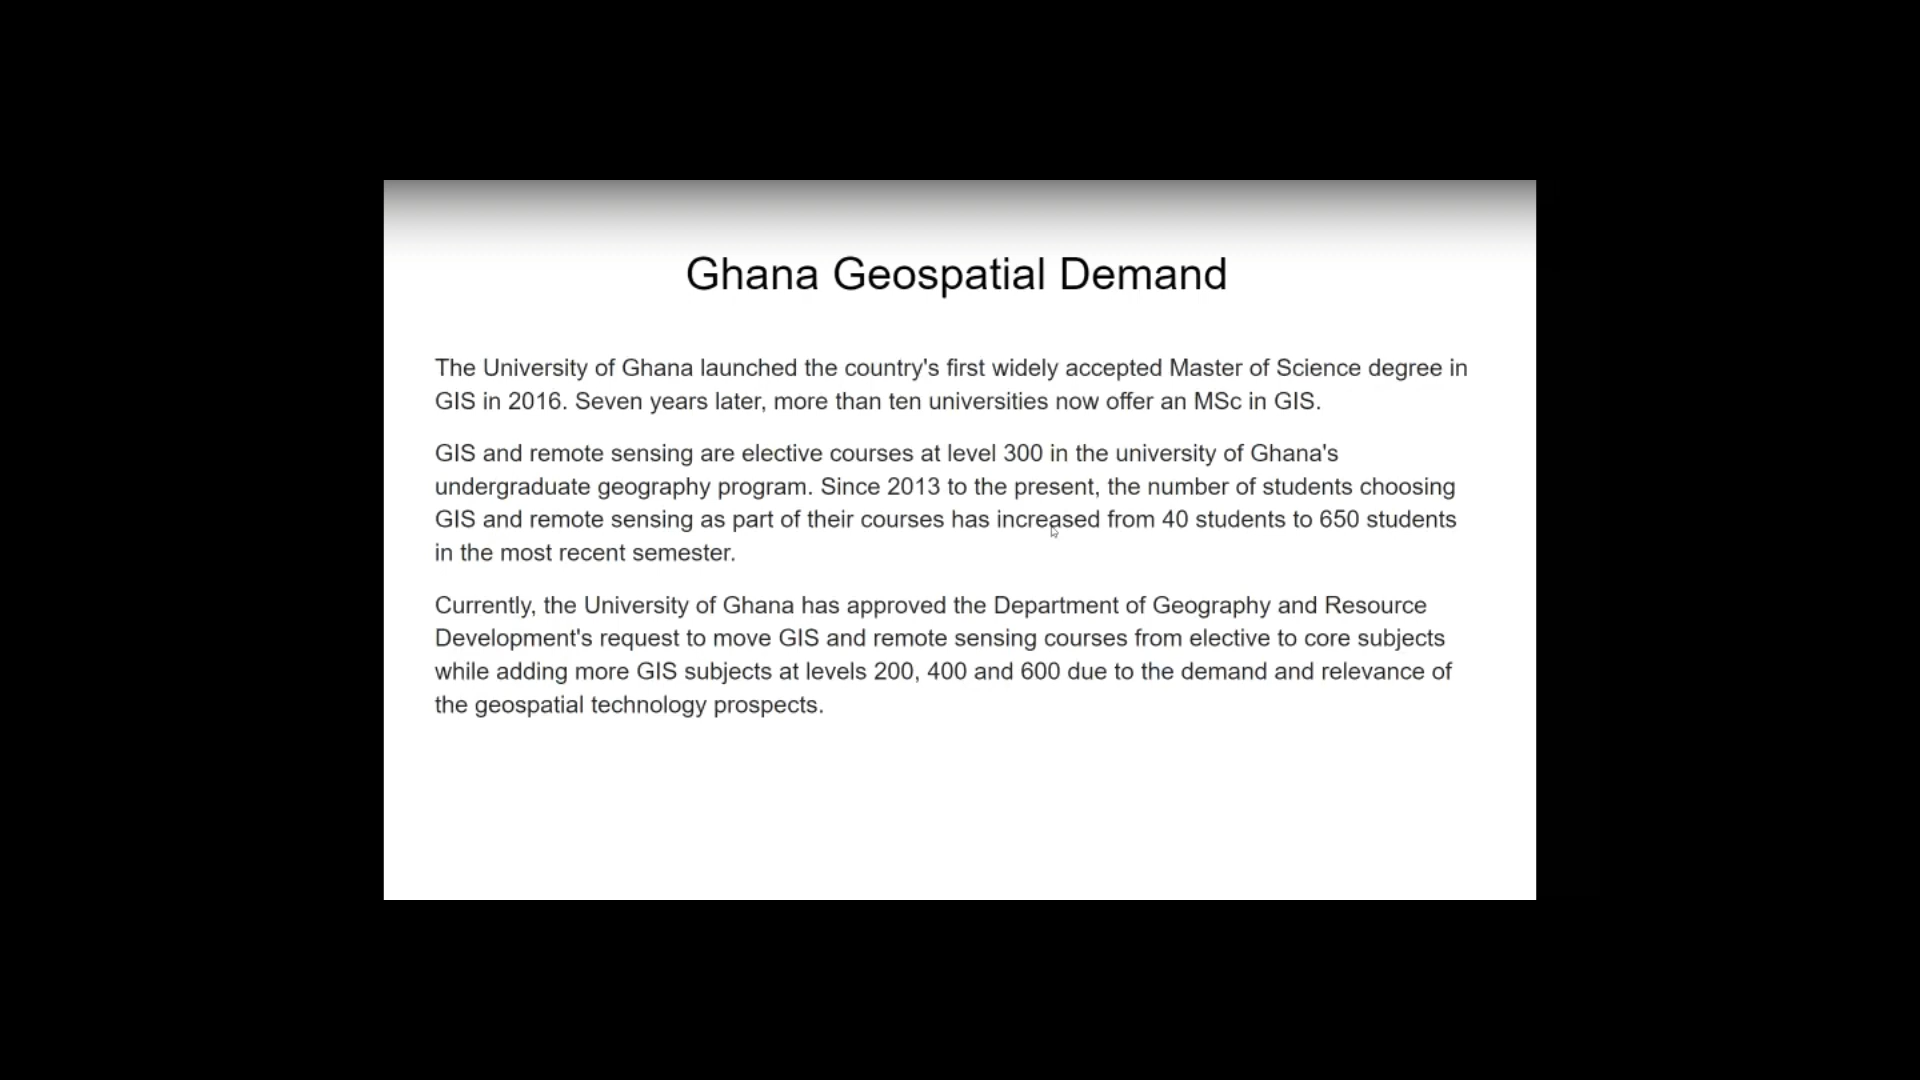 Ghana Geospatial Demand
The University of Ghana launched the country's first widely accepted Master of Science degree in
GIS in 2016. Seven years later, more than ten universities now offer an MSc in GIS.
GIS and remote sensing are elective courses at level 300 in the university of Ghana's
undergraduate geography program. Since 2013 to the present, the number of students choosing
GIS and remote sensing as part of their courses has increased from 40 students to 650 students
in the most recent semester.
Currently, the University of Ghana has approved the Department of Geography and Resource
Development's request to move GIS and remote sensing courses from elective to core subjects
while adding more GIS subjects at levels 200, 400 and 600 due to the demand and relevance of
the geospatial technology prospects.